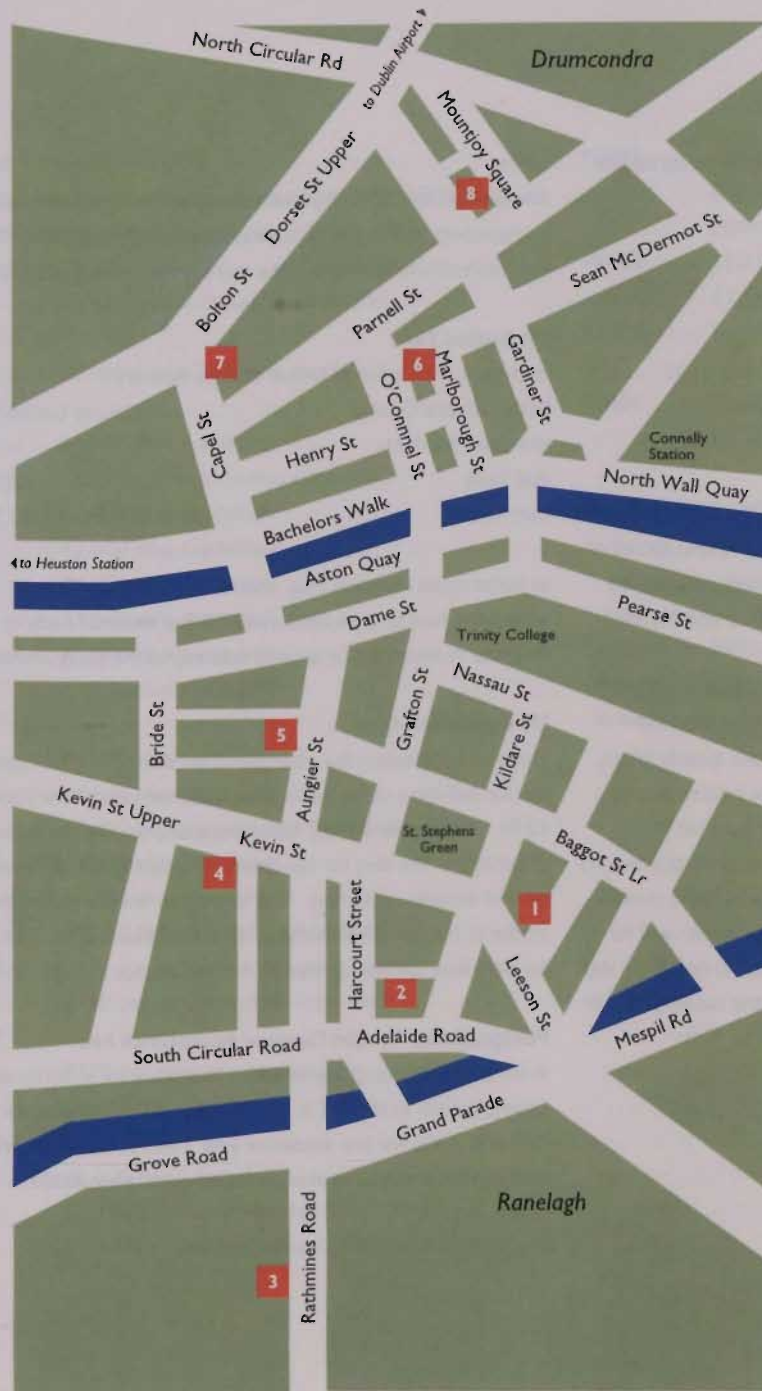 to Dublin Airport
North Circular Rd
Drumcondra
Mountjoy Square
Dorset St Upper
8
Sean Mc Dermot St
Bolton St
Parnell St
7
6
Marlborough St
Gardiner St
O'Connnel St
Capel St
Henry St
Connelly
Station
North Wall Quay
Bachelors Walk
to Heuston Station
Aston Quay
Pearse St
Dame St
Trinity College
Nassau St
Grafton St
Kildare St
Bride St
5
Aungier St
Kevin St Upper
Kevin St
St. Stephens
Green
Baggot St Lr
4
1
Harcourt Street
Leeson St
2
South Circular Road
Adelaide Road
Mespil Rd
Grand Parade
Grove Road
Ranelagh
Rathmines Road
3